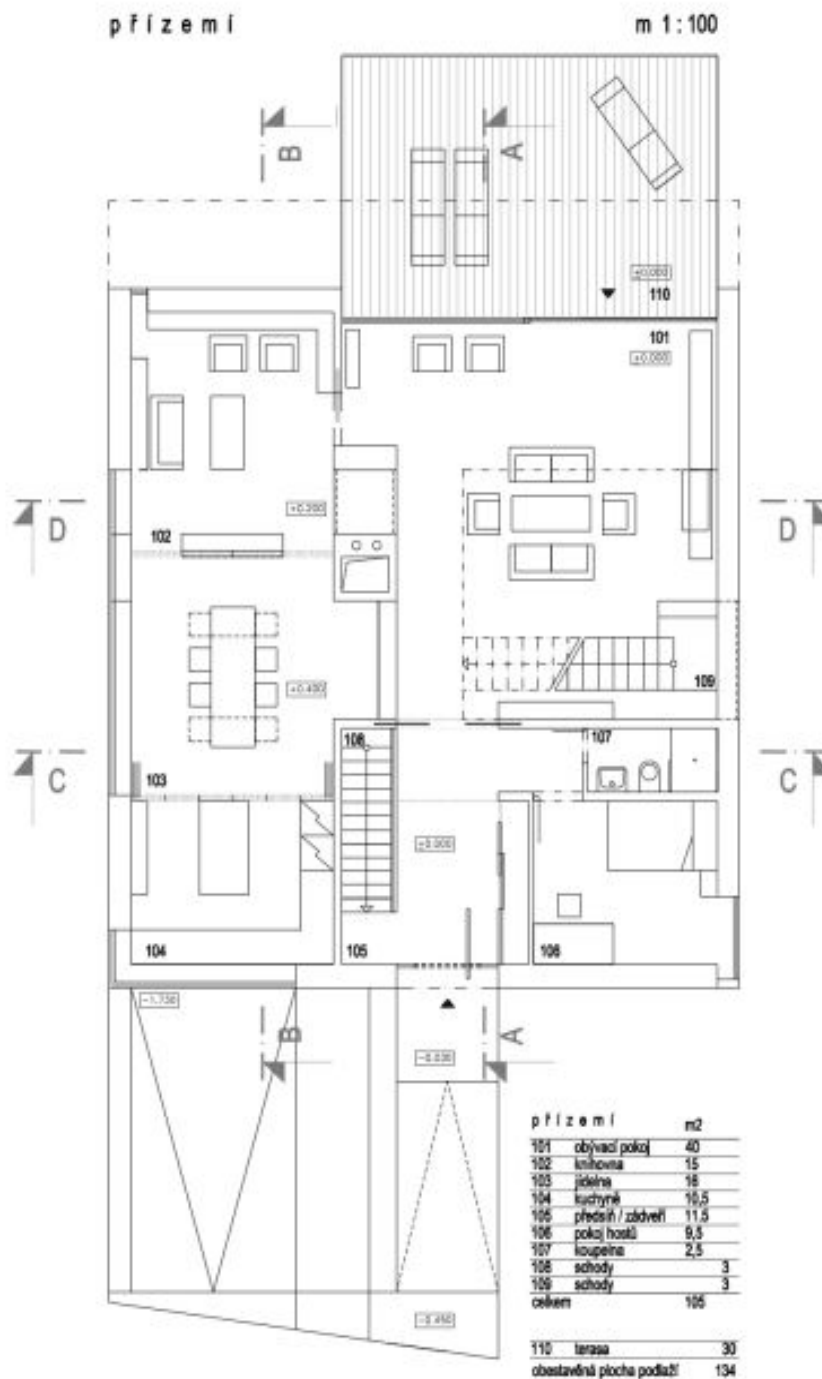 přízemí m 1:100
B A
±0.000
110
101
±0.000
+0.200
102
D D
+0.400
109
108 107
C C
103
±0.000
104 105 106
-1.730
B A
-0.030
-0.450
přízemí m2
101 obývací pokoj 40
102 knihovna 15
103 jídelna 16
104 kuchyně 10,5
105 předsíň / zádveří 11.5
106 pokoj hostů 9,5
107 koupelna 2,5
108 schody 3
109 schody 3
celkem 105
110 terasa 30
obestavěná plocha podlaží 134